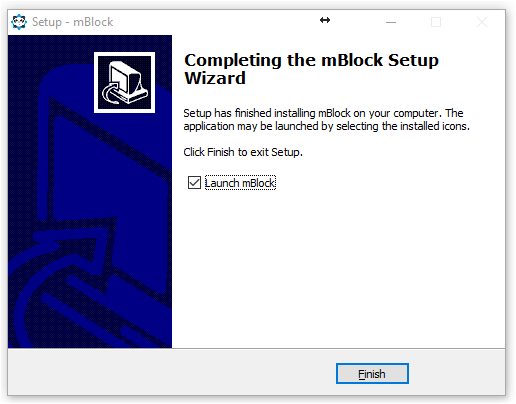 Setup - mBlock
Completing the mBlock Setup
Wizard
Setup has finished installing mBlock on your computer. The
application may be launched by selecting the installed icons.
Click Finish to exit Setup.
Launch mBlock
Finish